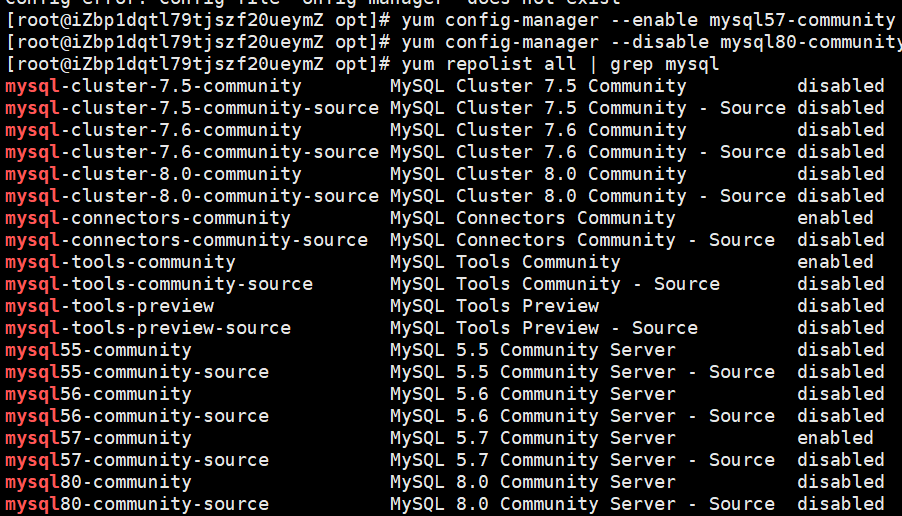 config error: Config file "onfig-manager" does not exist
[root@iZbp1dqtl79tjszf20ueymZ opt]# yum config-manager --enable mysql57-community
[root@iZbp1dqtl79tjszf20ueymZ opt]# yum config-manager --disable mysql80-community
[root@iZbp1dqtl79tjszf20ueymZ opt]# yum repolist all | grep mysql
mysql-cluster-7.5-community MySQL Cluster 7.5 Community disabled
mysql-cluster-7.5-community-source MySQL Cluster 7.5 Community - Source disabled
mysql-cluster-7.6-community MySQL Cluster 7.6 Community disabled
mysql-cluster-7.6-community-source MySQL Cluster 7.6 Community - Source disabled
mysql-cluster-8.0-community MySQL Cluster 8.0 Community disabled
mysql-cluster-8.0-community-source MySQL Cluster 8.0 Community - Source disabled
mysql-connectors-community MySQL Connectors Community enabled
mysql-connectors-community-source MySQL Connectors Community - Source disabled
mysql-tools-community MySQL Tools Community enabled
mysql-tools-community-source MySQL Tools Community - Source disabled
mysql-tools-preview MySQL Tools Preview disabled
mysql-tools-preview-source MySQL Tools Preview - Source disabled
mysql55-community MySQL 5.5 Community Server disabled
mysql55-community-source MySQL 5.5 Community Server - Source disabled
mysql56-community MySQL 5.6 Community Server disabled
mysql56-community-source MySQL 5.6 Community Server - Source disabled
mysql57-community MySQL 5.7 Community Server enabled
mysql57-community-source MySQL 5.7 Community Server - Source disabled
mysql80-community MySQL 8.0 Community Server disabled
mysql80-community-source MySQL 8.0 Community Server - Source disabled